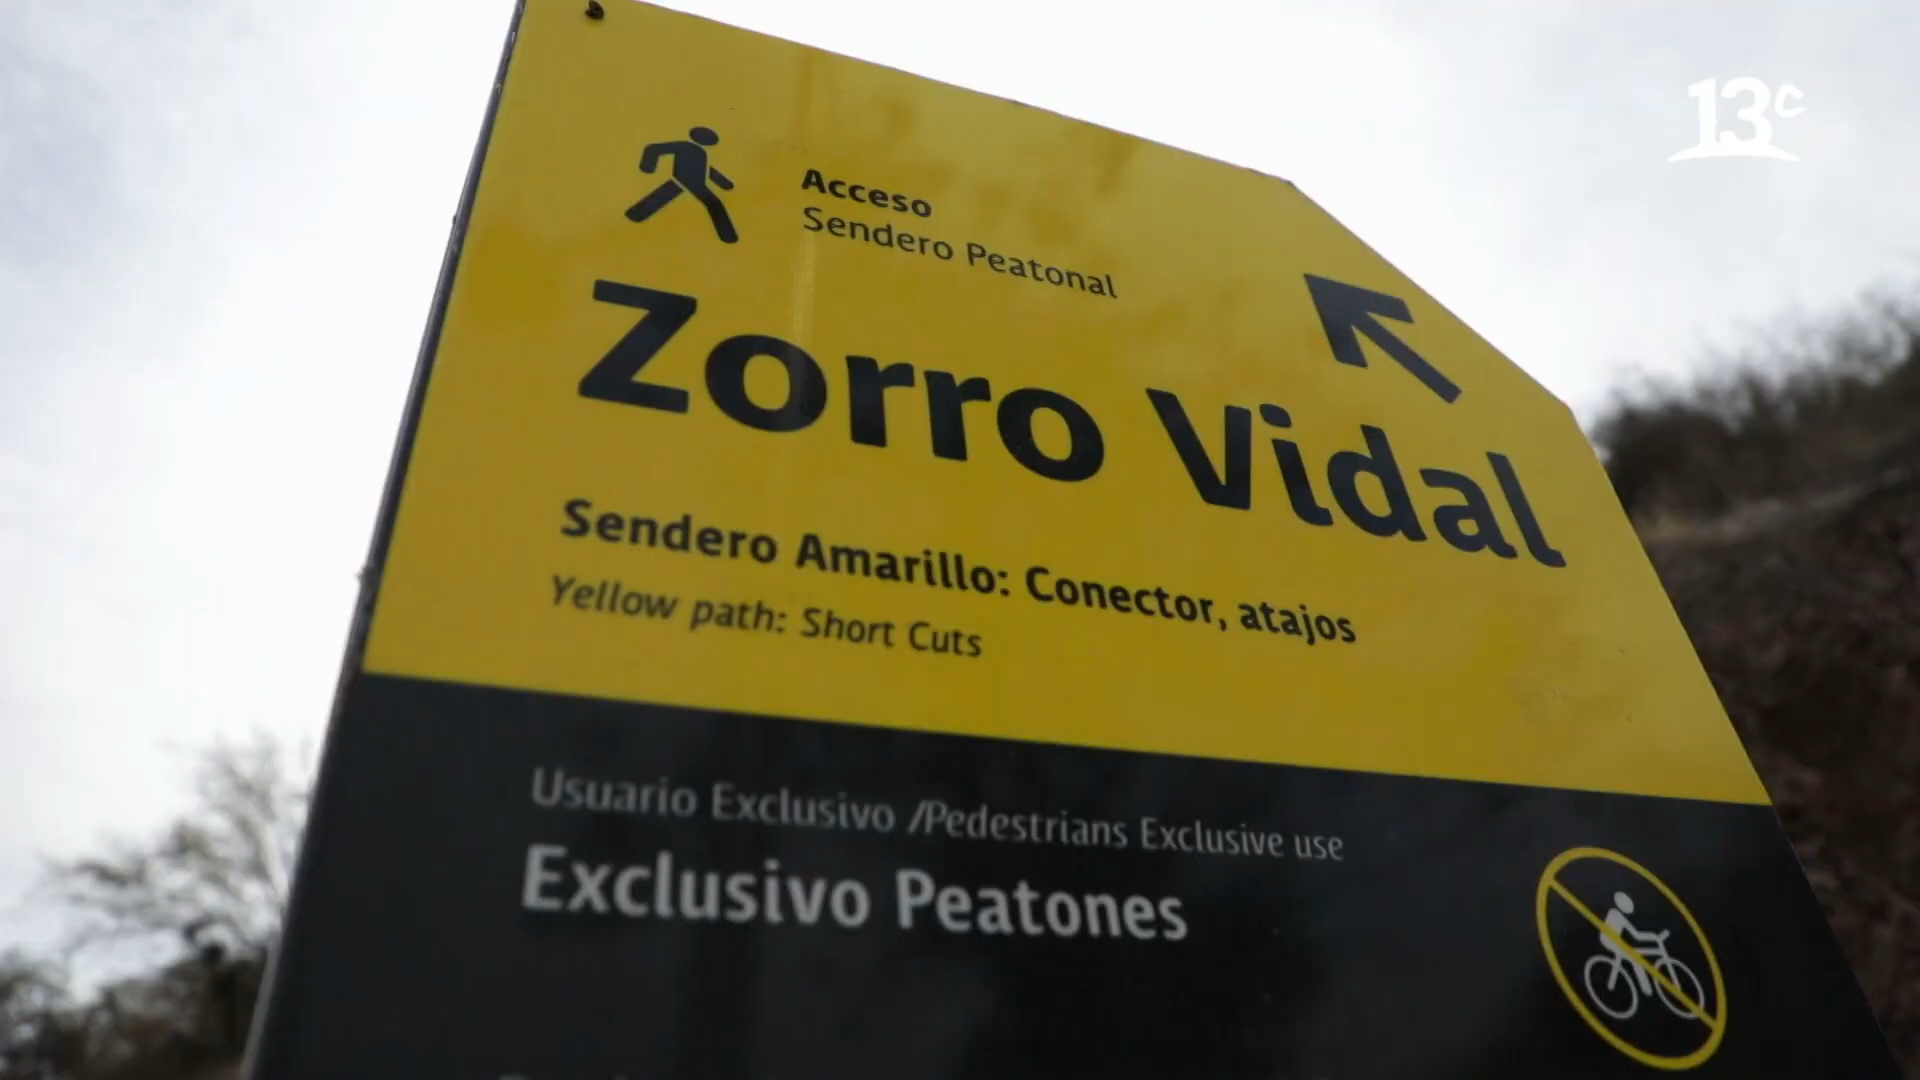 13c
Acceso
Sendero Peatonal
Zorro Vidal
Sendero Amarillo: Conector, atajos
Yellow path: Short Cuts
Usuario Exclusivo /Pedestrians Exclusive use
Exclusivo Peatones